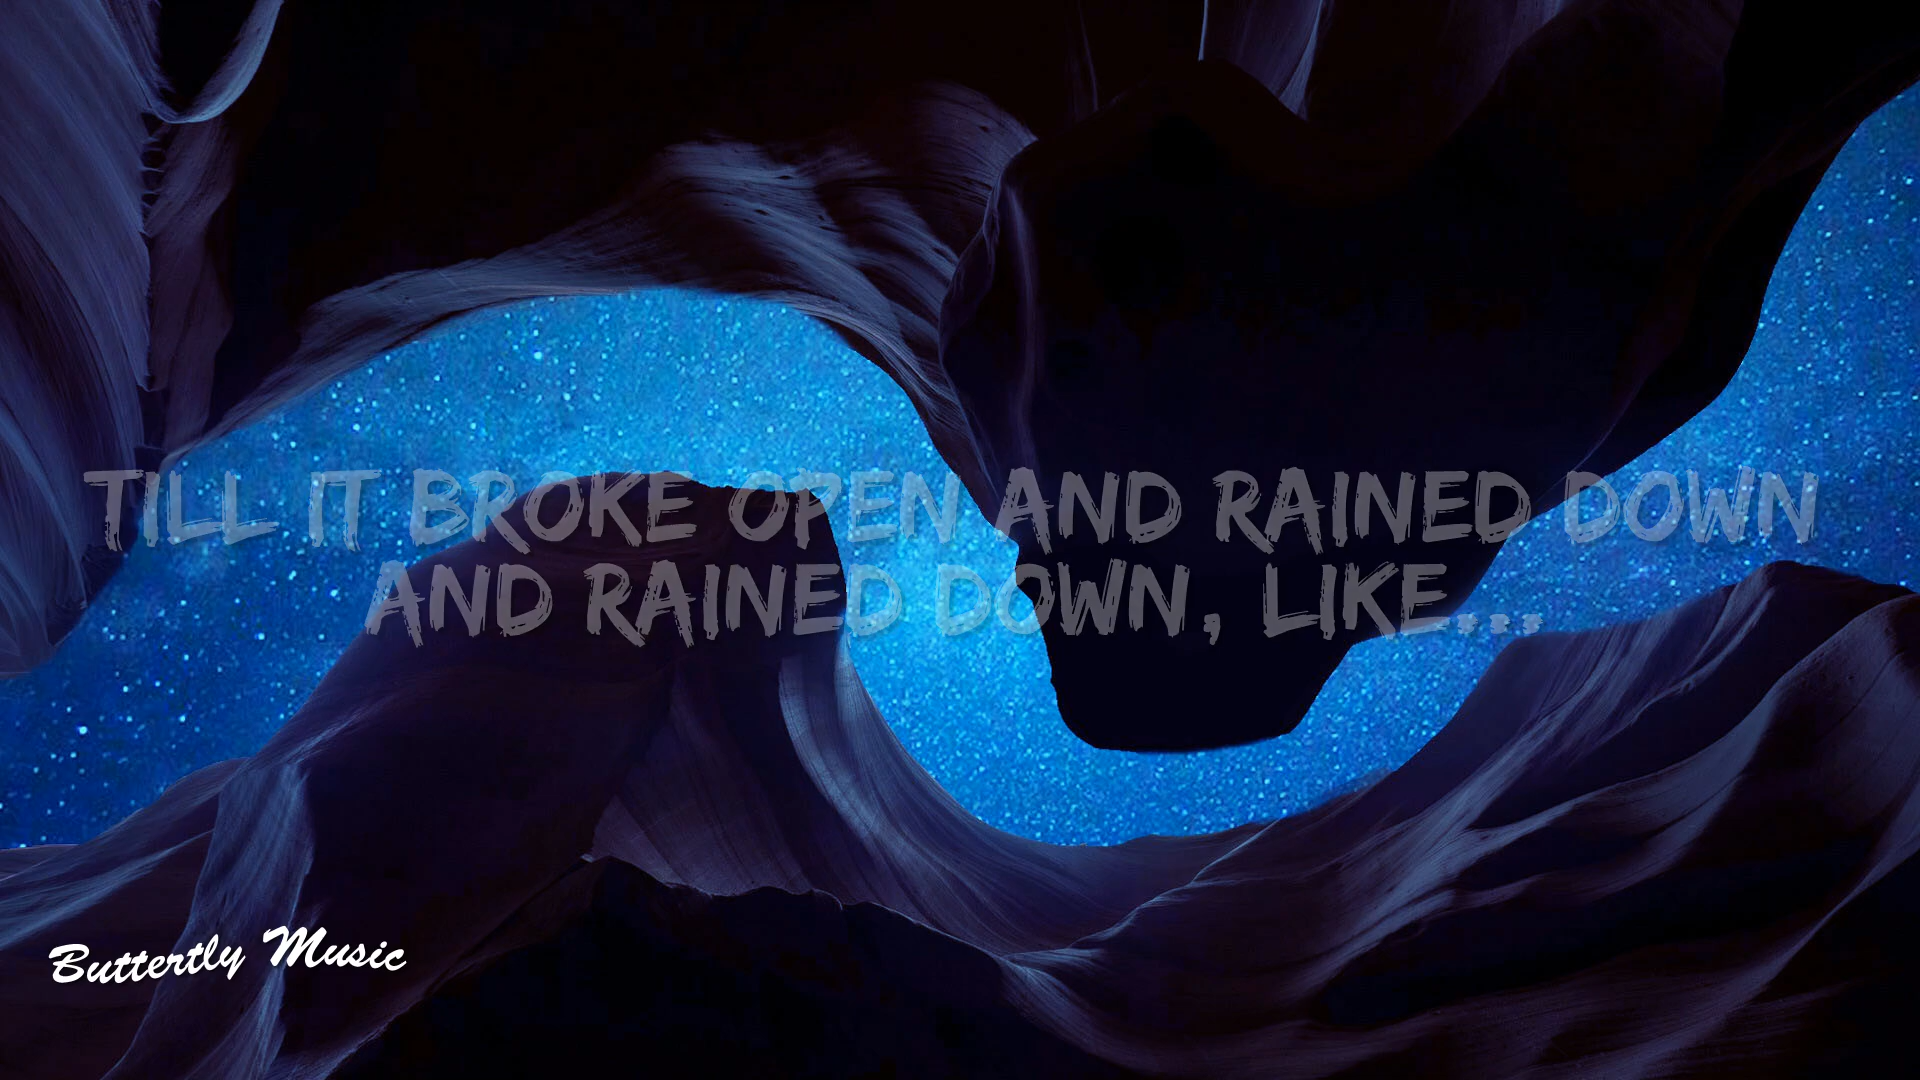 TILL IT BROKE OPEN AND RAINED DOWN
AND RAINED DOWN, LIKE...
Buttertly Music